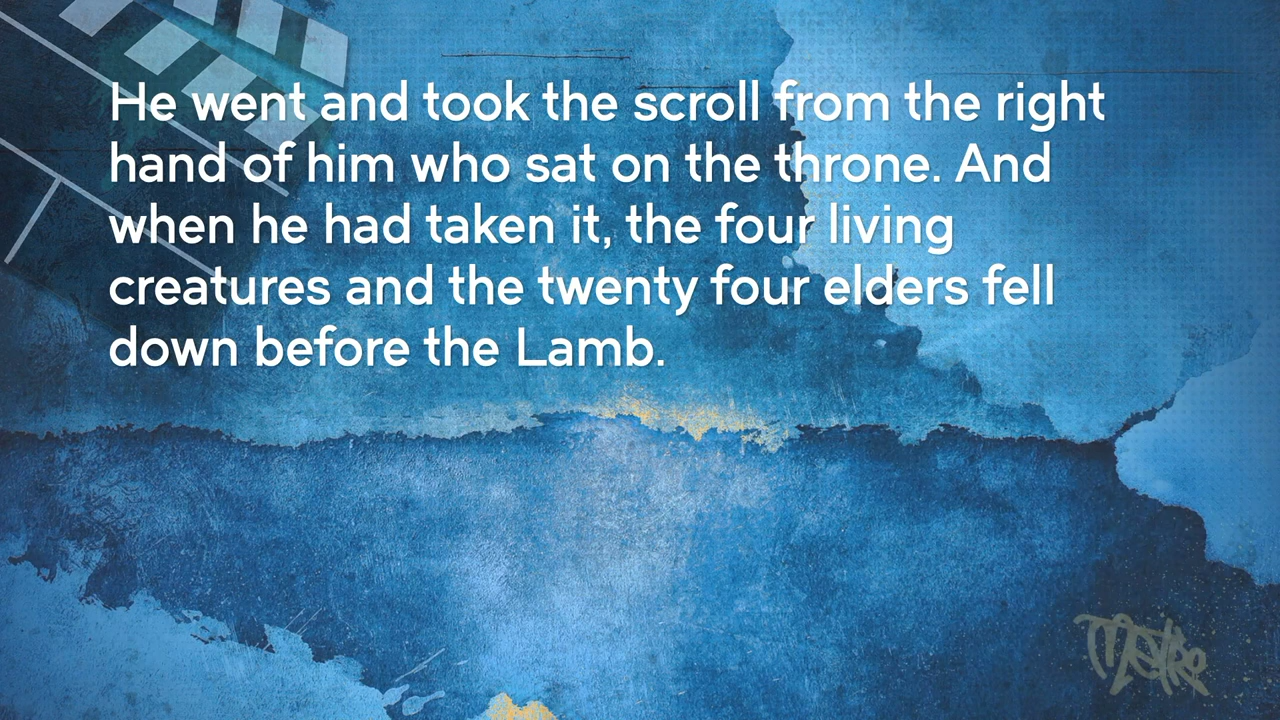 He went and took the scroll from the right
hand of him who sat on the throne. And
when he had taken it, the four living
creatures and the twenty four elders fell
down before the Lamb.